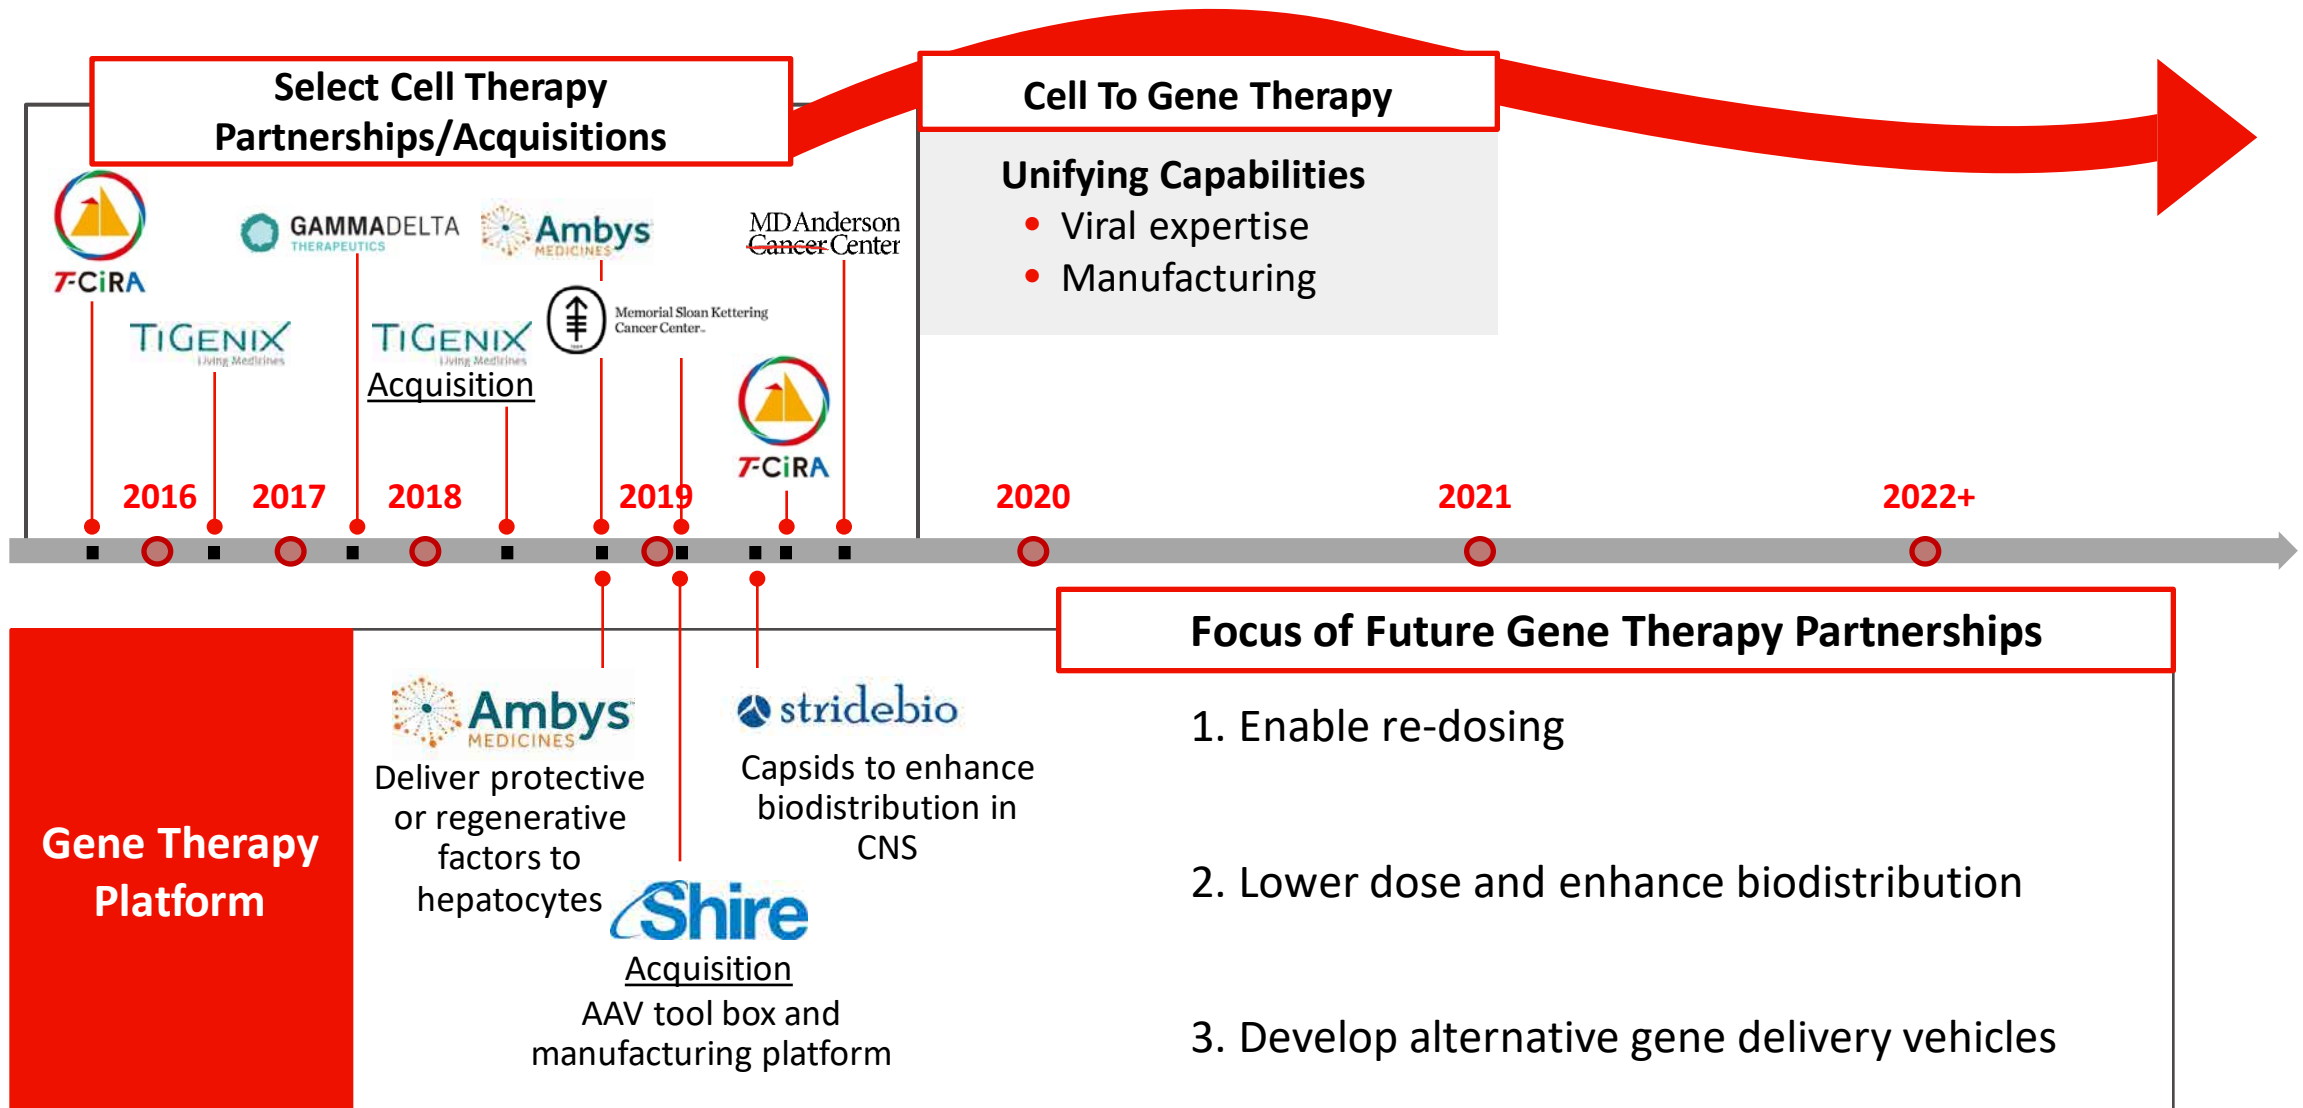 Select Cell Therapy
Partnerships/Acquisitions
Cell To Gene Therapy
Unifying Capabilities
• Viral expertise
• Manufacturing
T-CiRA
GAMMADELTA
THERAPEUTICS
Ambys
MEDICINES
MD Anderson
Cancer Center
TiGENIX
Living Medicines
TiGENIX
Living Medicines
Acquisition
Memorial Sloan Kettering
Cancer Center
T-CiRA
2016
2017
2018
2019
2020
2021
2022+
Gene Therapy
Platform
Ambys
MEDICINES
Deliver protective
or regenerative
factors to
hepatocytes
Shire
Acquisition
AAV tool box and
manufacturing platform
stridebio
Capsids to enhance
biodistribution in
CNS
Focus of Future Gene Therapy Partnerships
1. Enable re-dosing
2. Lower dose and enhance biodistribution
3. Develop alternative gene delivery vehicles